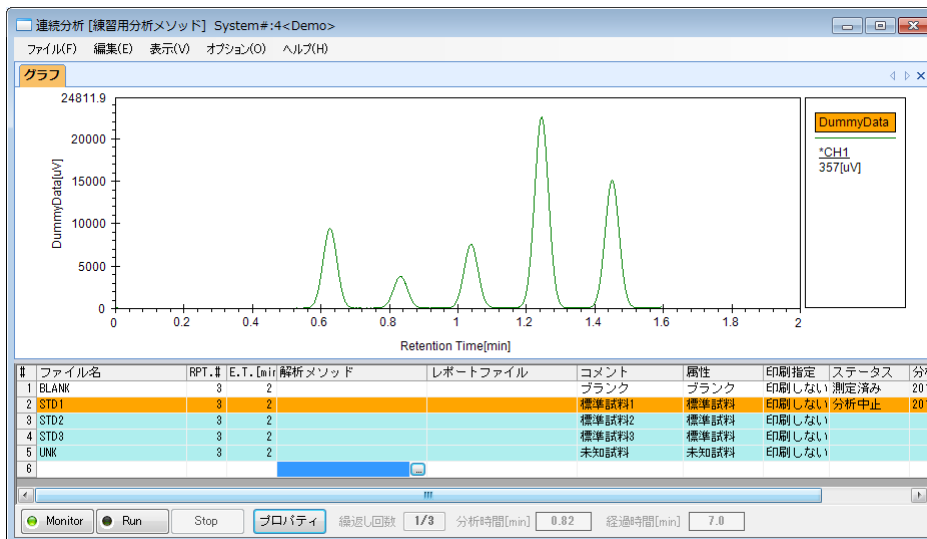 連続分析 [練習用分析メソッド] System#:4<Demo>
ファイル(F) 編集(E) 表示(V) オプション(O) ヘルプ(H)
グラフ
24811.9
20000
15000
10000
5000
0
DummyData[uV]
0 0.2 0.4 0.6 0.8 1 1.2 1.4 1.6 1.8 2
Retention Time[min]
DummyData
*CH1
357[uV]
# ファイル名 RPT.# E.T.[min 解析メソッド レポートファイル コメント 属性 印刷指定 ステータス 分析
1 BLANK 3 2 ブランク ブランク 印刷しない 測定済み 201
2 STD1 3 2 標準試料1 標準試料 印刷しない 分析中止 201
3 STD2 3 2 標準試料2 標準試料 印刷しない
4 STD3 3 2 標準試料3 標準試料 印刷しない
5 UNK 3 2 未知試料 未知試料 印刷しない
6 ...
Monitor Run Stop プロパティ 繰返し回数 1/3 分析時間[min] 0.82 経過時間[min] 7.0